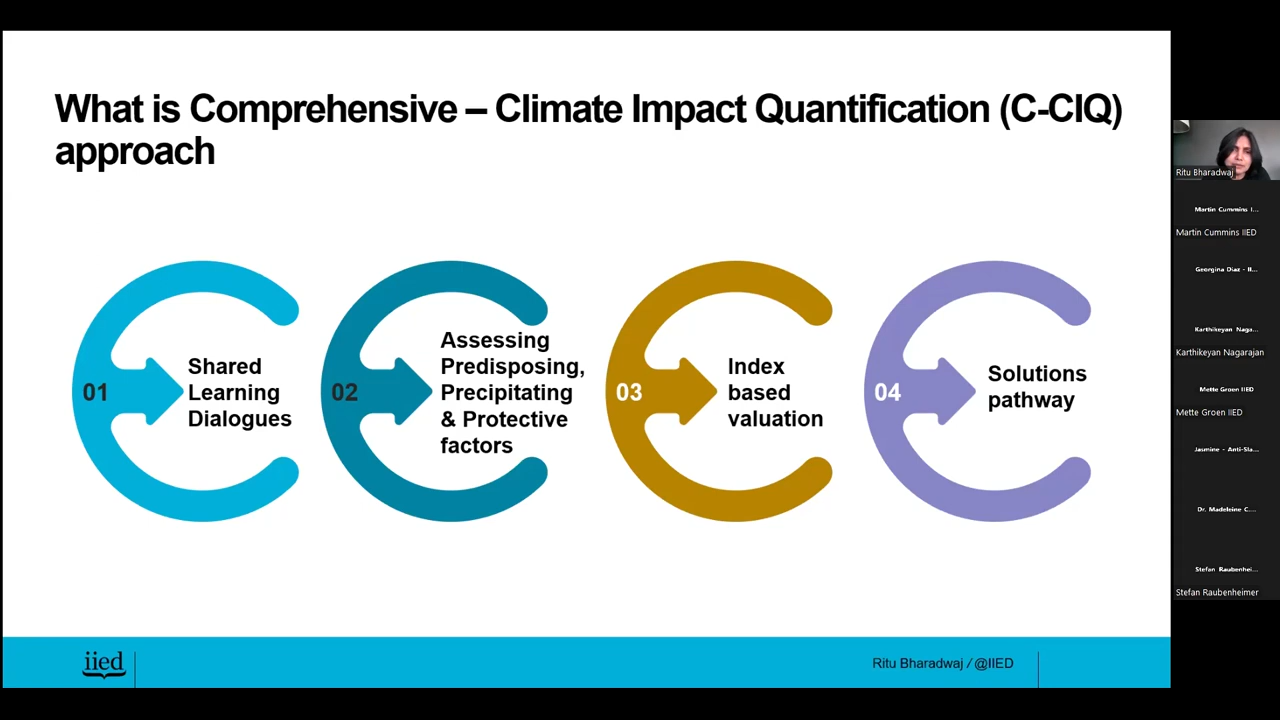 What is Comprehensive – Climate Impact Quantification (C-CIQ)
approach
01
Shared
Learning
Dialogues
02
Assessing
Predisposing,
Precipitating
& Protective
factors
03
Index
based
valuation
04
Solutions
pathway
iied
Ritu Bharadwaj / @IIED
Ritu Bharadwaj
Martin Cummins I...
Martin Cummins IIED
Georgina Diaz - II...
Karthikeyan Naga...
Karthikeyan Nagarajan
Mette Groen IIED
Mette Groen IIED
Jasmine - Anti-Sla...
Dr. Madeleine C....
Stefan Raubenhei...
Stefan Raubenheimer